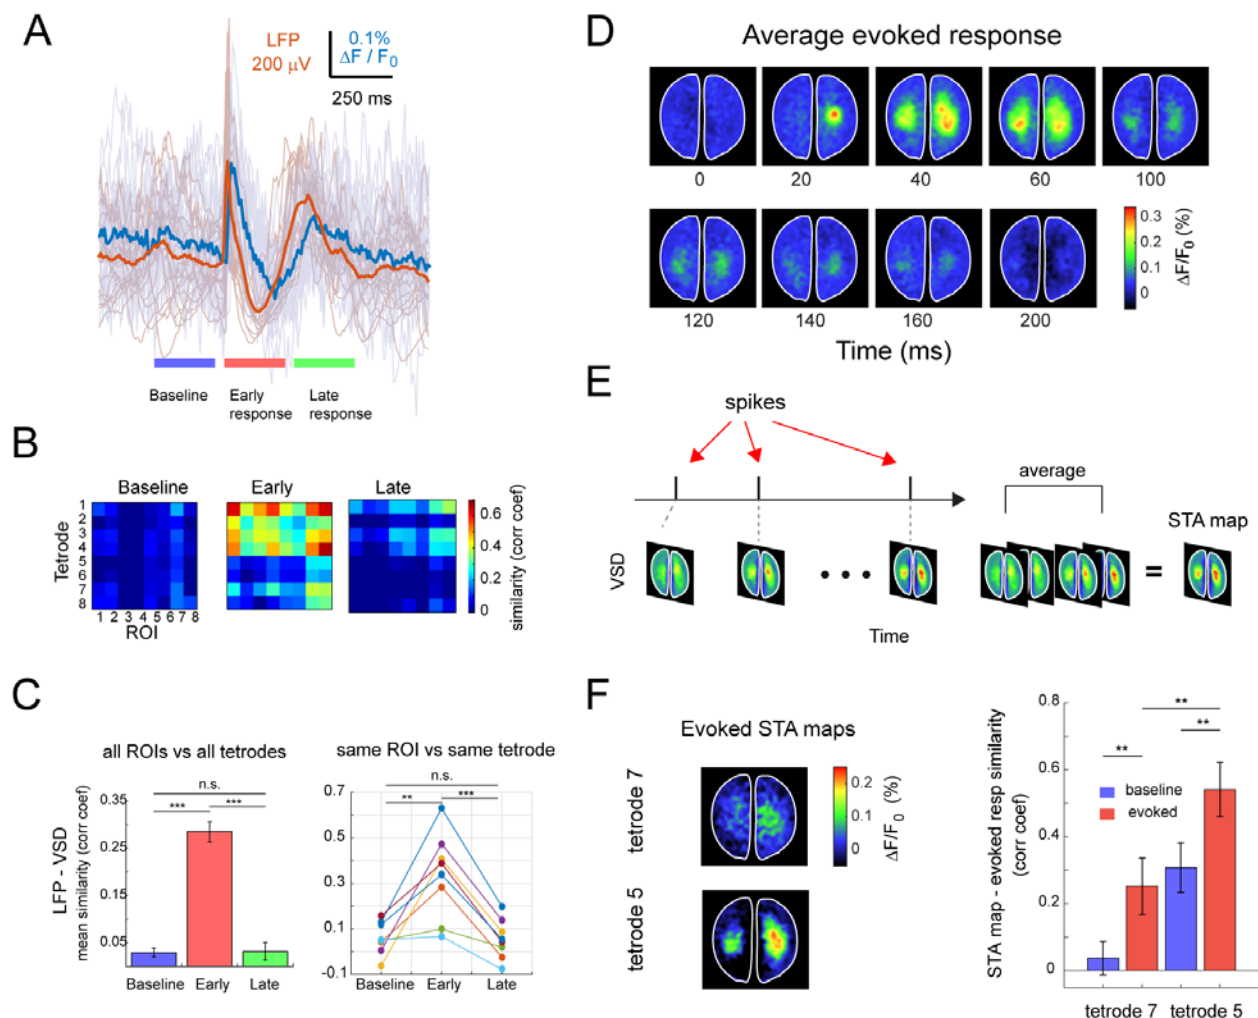 A
LFP
200 μV
0.1%
ΔF / F0
250 ms
Baseline
Early
response
Late
response
B
Baseline
Early
Late
Tetrode
1
2
3
4
5
6
7
8
1 2 3 4 5 6 7 8
ROI
0.6
0.4
0.2
0
similarity (corr coef)
C
all ROIs vs all tetrodes
n.s.
***
***
LFP - VSD
mean similarity (corr coef)
0.35
0.25
0.15
0.05
Baseline
Early
Late
same ROI vs same tetrode
n.s.
**
***
0.7
0.5
0.3
0.1
-0.1
Baseline
Early
Late
D
Average evoked response
0
20
40
60
100
120
140
160
200
Time (ms)
0.3
0.2
0.1
0
ΔF/F0 (%)
E
spikes
average
STA map
VSD
=
Time
F
Evoked STA maps
tetrode 7
tetrode 5
0.2
0.1
0
ΔF/F0 (%)
STA map - evoked resp similarity
(corr coef)
0.8
0.6
0.4
0.2
0
**
**
**
baseline
evoked
tetrode 7
tetrode 5